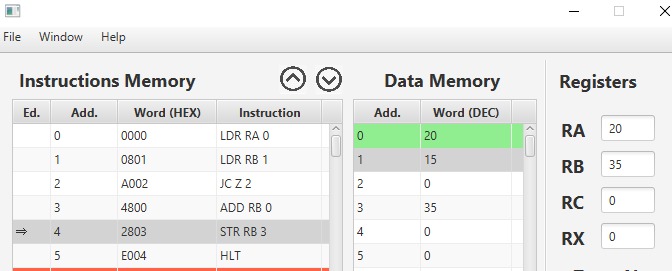 File Window Help
Instructions Memory Data Memory Registers
Ed. Add. Word (HEX) Instruction Add. Word (DEC)
0 0000 LDR RA 0 0 20 RA 20
1 0801 LDR RB 1 1 15 RB 35
2 A002 JC Z 2 2 0 RC 0
3 4800 ADD RB 0 3 35
⇒ 4 2803 STR RB 3 4 0 RX 0
5 E004 HLT 5 0